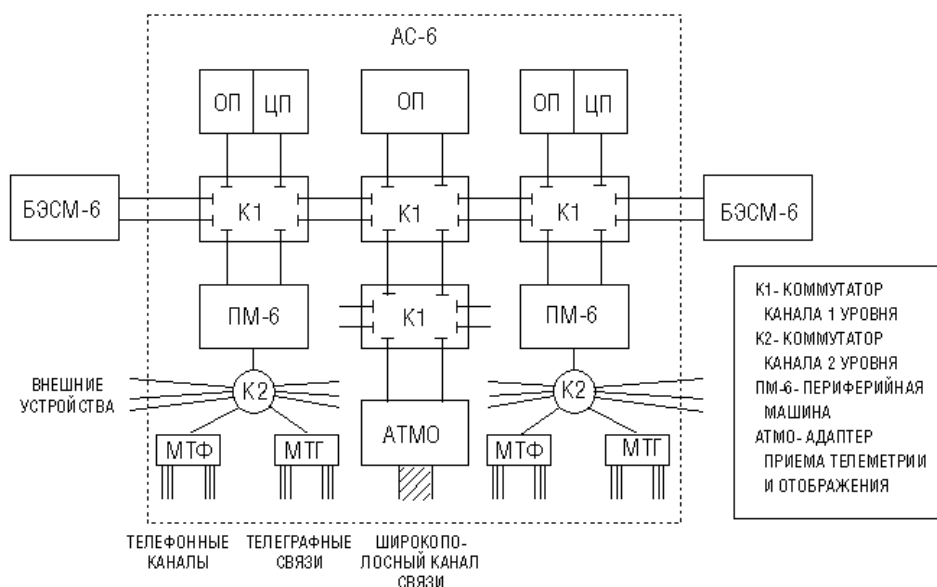 АС-6
ОП ЦП
ОП
ОП ЦП
БЭСМ-6
К1
К1
К1
БЭСМ-6
ПМ-6
К1
ПМ-6
ВНЕШНИЕ
УСТРОЙСТВА
К2
К2
МТФ
МТГ
АТМО
МТФ
МТГ
ТЕЛЕФОННЫЕ
КАНАЛЫ
ТЕЛЕГРАФНЫЕ
СВЯЗИ
ШИРОКОПО-
ЛОСНЫЙ КАНАЛ
СВЯЗИ
К1- КОММУТАТОР
КАНАЛА 1 УРОВНЯ
К2- КОММУТАТОР
КАНАЛА 2 УРОВНЯ
ПМ-6- ПЕРИФЕРИЙНАЯ
МАШИНА
АТМО- АДАПТЕР
ПРИЕМА ТЕЛЕМЕТРИИ
И ОТОБРАЖЕНИЯ